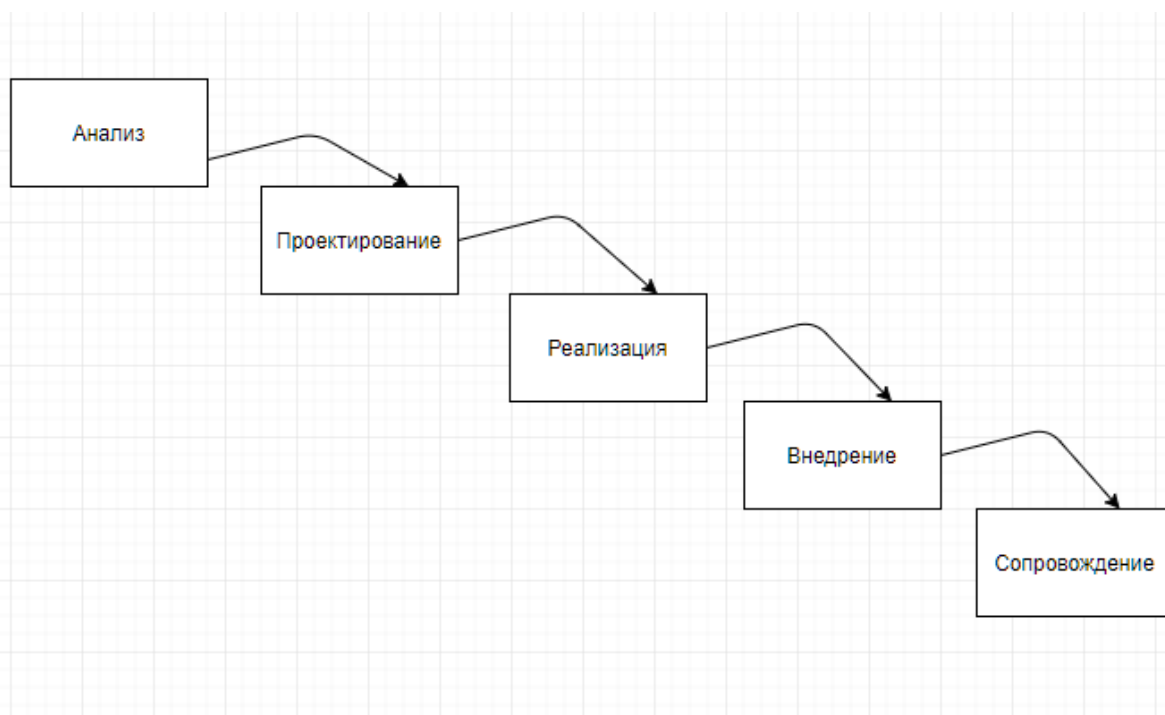 Анализ
Проектирование
Реализация
Внедрение
Сопровождение